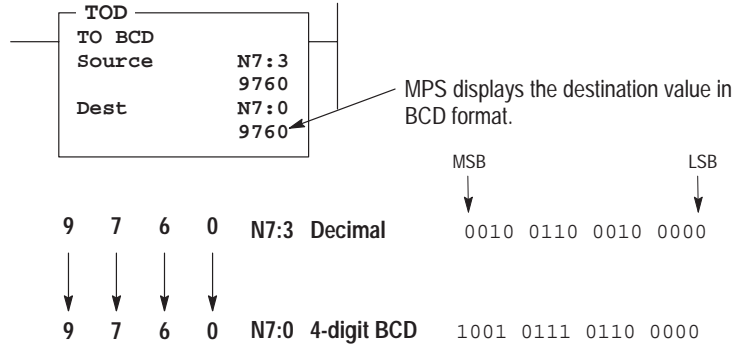 TOD
TO BCD
Source N7:3
9760
Dest N7:0
9760
MPS displays the destination value in
BCD format.
MSB LSB
9 7 6 0 N7:3 Decimal 0010 0110 0010 0000
9 7 6 0 N7:0 4-digit BCD 1001 0111 0110 0000